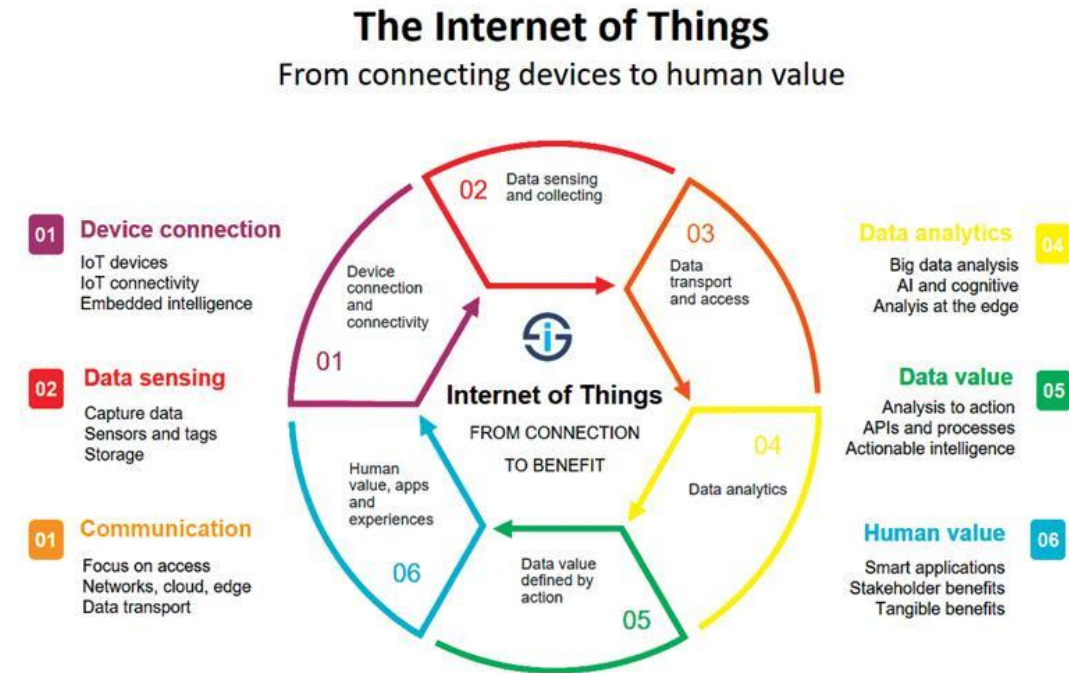 The Internet of Things
From connecting devices to human value
01
Device connection
IoT devices
IoT connectivity
Embedded intelligence
02
Data sensing
Capture data
Sensors and tags
Storage
01
Communication
Focus on access
Networks, cloud, edge
Data transport
01
Device
connection
and
connectivity
02
Data sensing
and collecting
03
Data
transport
and access
04
Data analytics
05
Data value
defined by
action
06
Human
value, apps
and
experiences
SiG
Internet of Things
FROM CONNECTION
TO BENEFIT
Data analytics
04
Big data analysis
AI and cognitive
Analyis at the edge
Data value
05
Analysis to action
APIs and processes
Actionable intelligence
Human value
06
Smart applications
Stakeholder benefits
Tangible benefits